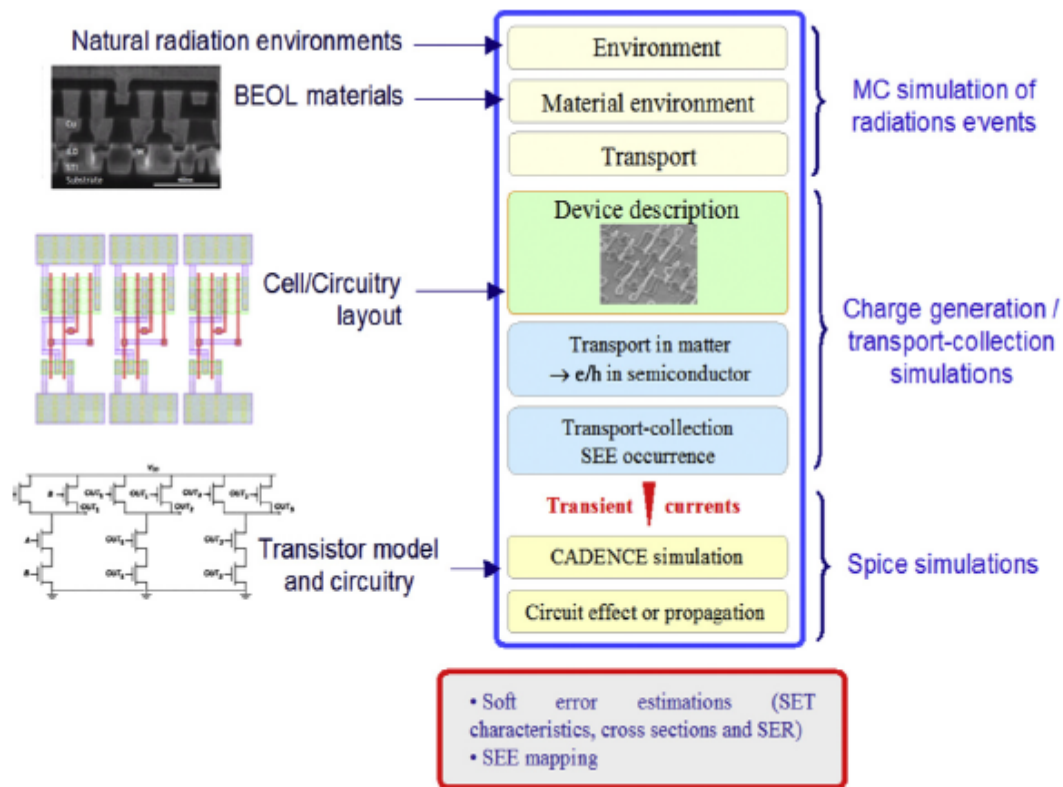 Natural radiation environments
BEOL materials
Cu
Substrate
Cell/Circuitry
layout
Transistor model
and circuitry
Environment
Material environment
Transport
Device description
Transport in matter
→ e/h in semiconductor
Transport-collection
SEE occurrence
Transient currents
CADENCE simulation
Circuit effect or propagation
MC simulation of
radiations events
Charge generation /
transport-collection
simulations
Spice simulations
• Soft error estimations (SET
characteristics, cross sections and SER)
• SEE mapping